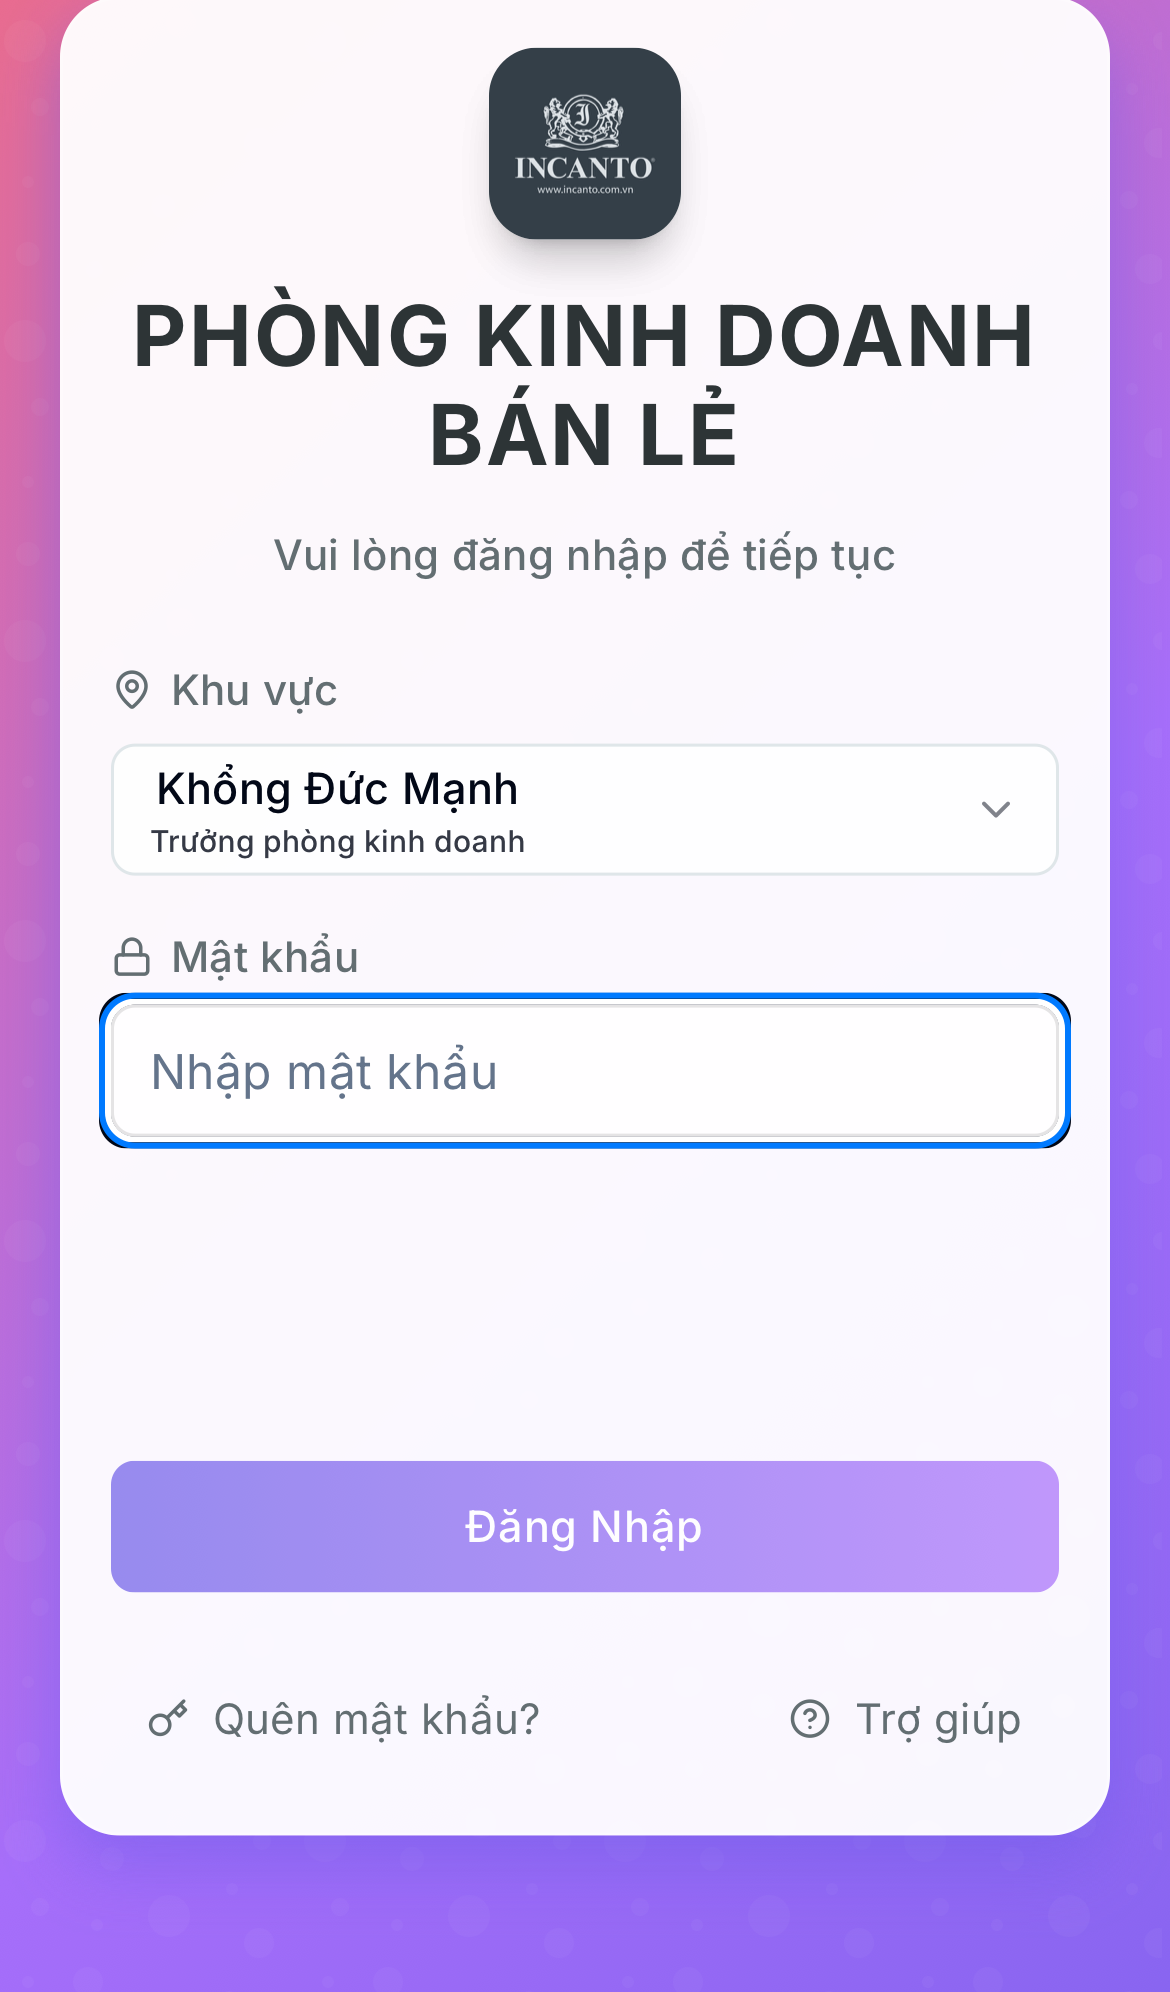 J
INCANTO
www.incanto.com.vn
PHÒNG KINH DOANH
BÁN LẺ
Vui lòng đăng nhập để tiếp tục
Khu vực
Khổng Đức Mạnh
Trưởng phòng kinh doanh
Mật khẩu
Nhập mật khẩu
Đăng Nhập
Quên mật khẩu?
Trợ giúp